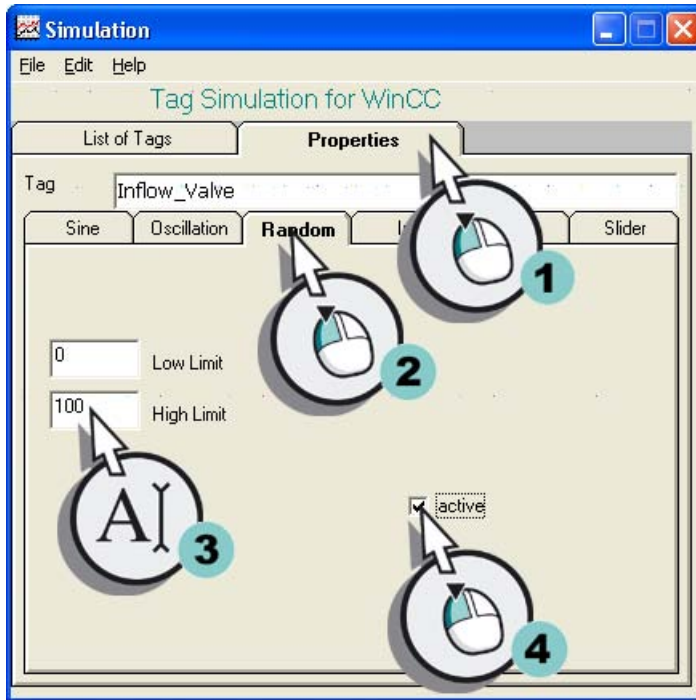 Simulation
File Edit Help
Tag Simulation for WinCC
List of Tags Properties
Tag Inflow_Valve
Sine Oscillation Random Slider
1
2
0 Low Limit
100 High Limit
A 3
active
4